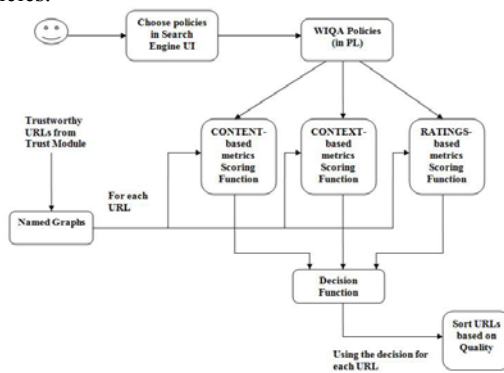 Choose policies
in Search
Engine UI
WIQA Policies
(in PL)
Trustworthy
URLs from
Trust Module
CONTENT-
based
metrics
Scoring
Function
CONTEXT-
based
metrics
Scoring
Function
RATINGS-
based
metrics
Scoring
Function
For each
URL
Named Graphs
Decision
Function
Sort URLs
based on
Quality
Using the decision for
each URL